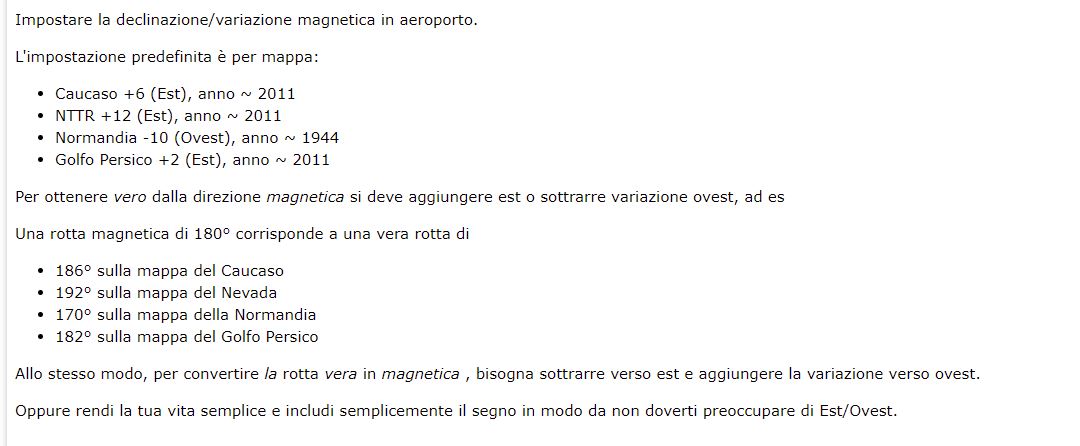 Impostare la declinazione/variazione magnetica in aeroporto.
L'impostazione predefinita è per mappa:
• Caucaso +6 (Est), anno ~ 2011
• NTTR +12 (Est), anno ~ 2011
• Normandia -10 (Ovest), anno ~ 1944
• Golfo Persico +2 (Est), anno ~ 2011
Per ottenere vero dalla direzione magnetica si deve aggiungere est o sottrarre variazione ovest, ad es
Una rotta magnetica di 180° corrisponde a una vera rotta di
• 186° sulla mappa del Caucaso
• 192° sulla mappa del Nevada
• 170° sulla mappa della Normandia
• 182° sulla mappa del Golfo Persico
Allo stesso modo, per convertire la rotta vera in magnetica , bisogna sottrarre verso est e aggiungere la variazione verso ovest.
Oppure rendi la tua vita semplice e includi semplicemente il segno in modo da non doverti preoccupare di Est/Ovest.